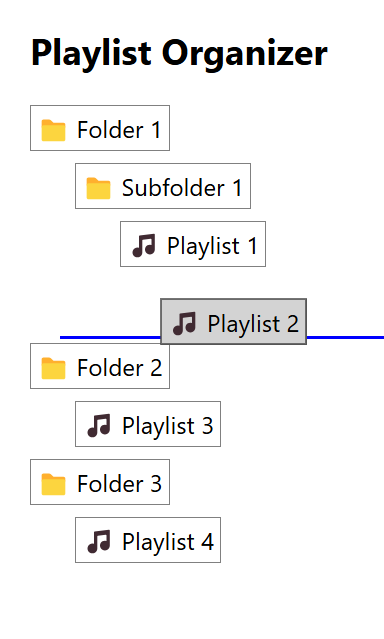 Playlist Organizer
Folder 1
Subfolder 1
Playlist 1
Playlist 2
Folder 2
Playlist 3
Folder 3
Playlist 4